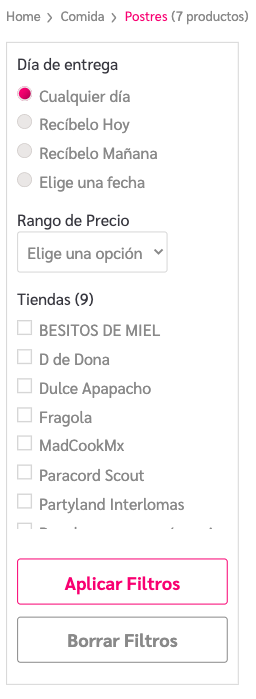 Home > Comida > Postres (7 productos)
Día de entrega
Cualquier día
Recíbelo Hoy
Recíbelo Mañana
Elige una fecha
Rango de Precio
Elige una opción
Tiendas (9)
BESITOS DE MIEL
D de Dona
Dulce Apapacho
Fragola
MadCookMx
Paracord Scout
Partyland Interlomas
Aplicar Filtros
Borrar Filtros